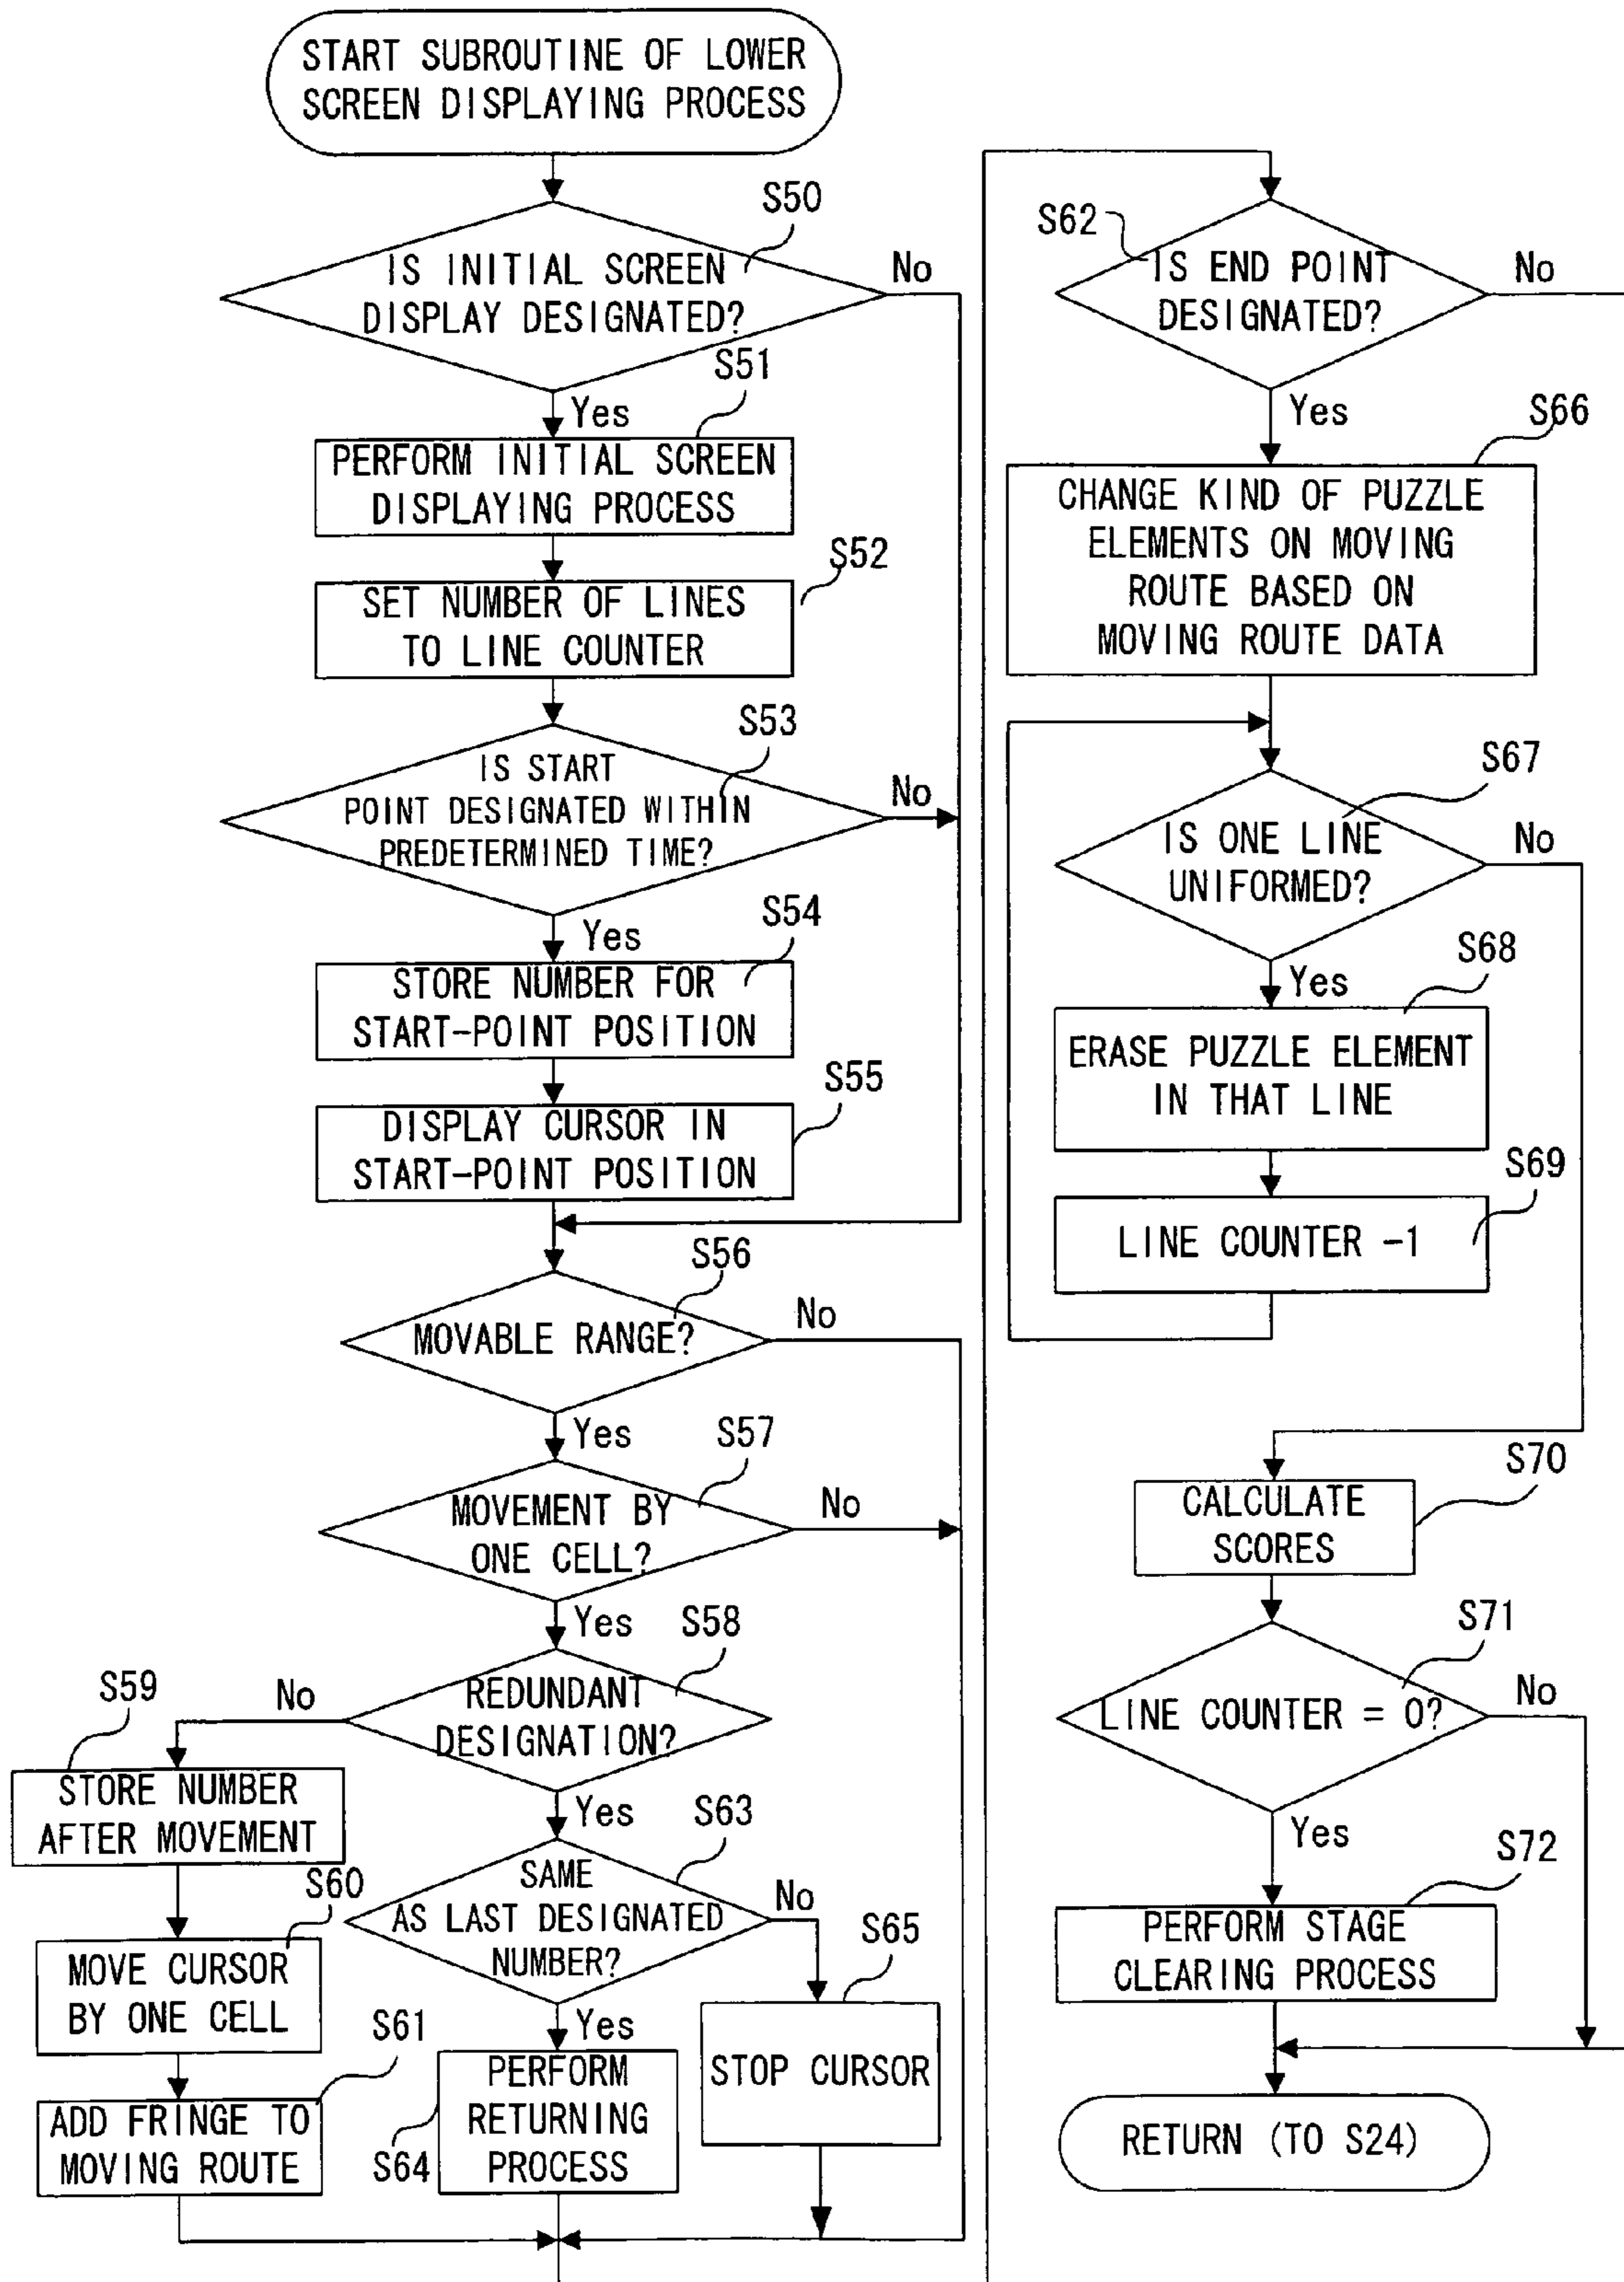 START SUBROUTINE OF LOWER
SCREEN DISPLAYING PROCESS
S50
IS INITIAL SCREEN
DISPLAY DESIGNATED?
No
Yes
S51
PERFORM INITIAL SCREEN
DISPLAYING PROCESS
S52
SET NUMBER OF LINES
TO LINE COUNTER
S53
IS START
POINT DESIGNATED WITHIN
PREDETERMINED TIME?
No
Yes
S54
STORE NUMBER FOR
START-POINT POSITION
S55
DISPLAY CURSOR IN
START-POINT POSITION
S56
MOVABLE RANGE?
No
Yes
S57
MOVEMENT BY
ONE CELL?
No
Yes
S58
REDUNDANT
DESIGNATION?
No
Yes
S59
STORE NUMBER
AFTER MOVEMENT
S60
MOVE CURSOR
BY ONE CELL
S61
ADD FRINGE TO
MOVING ROUTE
S63
SAME
AS LAST DESIGNATED
NUMBER?
No
Yes
S64
PERFORM
RETURNING
PROCESS
S65
STOP CURSOR
S62
IS END POINT
DESIGNATED?
No
Yes
S66
CHANGE KIND OF PUZZLE
ELEMENTS ON MOVING
ROUTE BASED ON
MOVING ROUTE DATA
S67
IS ONE LINE
UNIFORMED?
No
Yes
S68
ERASE PUZZLE ELEMENT
IN THAT LINE
S69
LINE COUNTER -1
S70
CALCULATE
SCORES
S71
LINE COUNTER = 0?
No
Yes
S72
PERFORM STAGE
CLEARING PROCESS
RETURN (TO S24)